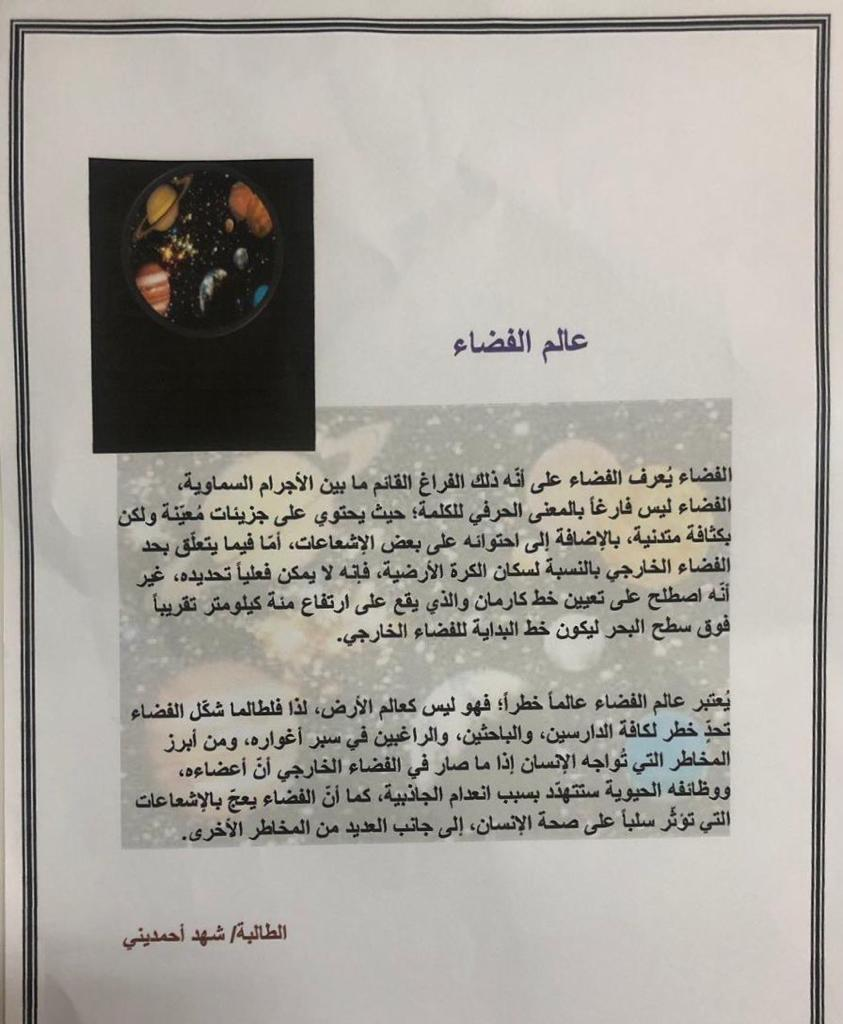 عالم الفضاء
الفضاء يُعرف الفضاء على أنّه ذلك الفراغ القائم ما بين الأجرام السماوية،
الفضاء ليس فارغاً بالمعنى الحرفي للكلمة؛ حيث يحتوي على جزيئات مُعيّنة ولكن
بكثافة متدنية، بالإضافة إلى احتوائه على بعض الإشعاعات، أمّا فيما يتعلّق بحد
الفضاء الخارجي بالنسبة لسكان الكرة الأرضية، فإنه لا يمكن فعلياً تحديده، غير
أنّه اصطلح على تعيين خط كارمان والذي يقع على ارتفاع مئة كيلومتر تقريباً
فوق سطح البحر ليكون خط البداية للفضاء الخارجي.
يُعتبر عالم الفضاء عالماً خطراً؛ فهو ليس كعالم الأرض، لذا فلطالما شكّل الفضاء
تحدِّ خطر لكافة الدارسين، والباحثين، والراغبين في سبر أغواره، ومن أبرز
المخاطر التي تُواجه الإنسان إذا ما صار في الفضاء الخارجي أنّ أعضاءه،
ووظائفه الحيوية ستتهدّد بسبب انعدام الجاذبية، كما أنّ الفضاء يعجّ بالإشعاعات
التي تؤثّر سلباً على صحة الإنسان، إلى جانب العديد من المخاطر الأخرى.
الطالبة/ شهد أحمديني